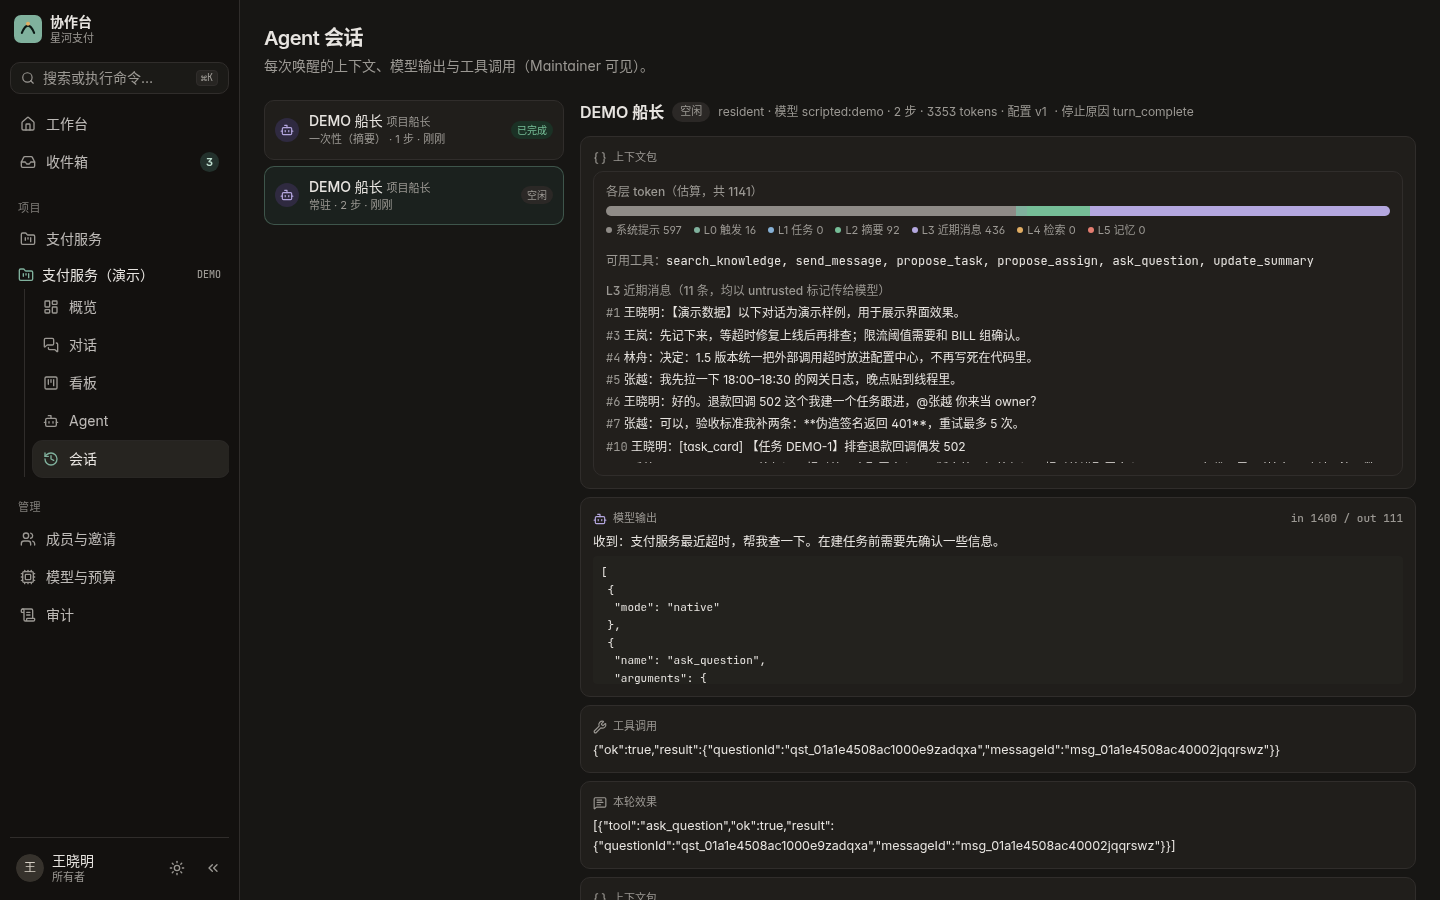 协作台
星河支付
搜索或执行命令... ⌘K
工作台
收件箱 3
项目
支付服务
支付服务（演示） DEMO
概览
对话
看板
Agent
会话
管理
成员与邀请
模型与预算
审计
王 王晓明
所有者
Agent 会话
每次唤醒的上下文、模型输出与工具调用（Maintainer 可见）。
DEMO 船长 项目船长
一次性（摘要） · 1 步 · 刚刚
已完成
DEMO 船长 项目船长
常驻 · 2 步 · 刚刚
空闲
DEMO 船长 空闲 resident · 模型 scripted:demo · 2 步 · 3353 tokens · 配置 v1 · 停止原因 turn_complete
上下文包
各层 token（估算，共 1141）
系统提示 597 L0 触发 16 L1 任务 0 L2 摘要 92 L3 近期消息 436 L4 检索 0 L5 记忆 0
可用工具：search_knowledge, send_message, propose_task, propose_assign, ask_question, update_summary
L3 近期消息（11 条，均以 untrusted 标记传给模型）
#1 王晓明：【演示数据】以下对话为演示样例，用于展示界面效果。
#3 王岚：先记下来，等超时修复上线后再排查；限流阈值需要和 BILL 组确认。
#4 林舟：决定：1.5 版本统一把外部调用超时放进配置中心，不再写死在代码里。
#5 张越：我先拉一下 18:00–18:30 的网关日志，晚点贴到线程里。
#6 王晓明：好的。退款回调 502 这个我建一个任务跟进，@张越 你来当 owner？
#7 张越：可以，验收标准我补两条：**伪造签名返回 401**，重试最多 5 次。
#10 王晓明：[task_card] 【任务 DEMO-1】排查退款回调偶发 502
模型输出 in 1400 / out 111
收到：支付服务最近超时，帮我查一下。在建任务前需要先确认一些信息。
[
{
"mode": "native"
},
{
"name": "ask_question",
"arguments": {
工具调用
{"ok":true,"result":{"questionId":"qst_01a1e4508ac1000e9zadqxa","messageId":"msg_01a1e4508ac40002jqqrswz"}}
本轮效果
[{"tool":"ask_question","ok":true,"result":
{"questionId":"qst_01a1e4508ac1000e9zadqxa","messageId":"msg_01a1e4508ac40002jqqrswz"}}]
上下文包